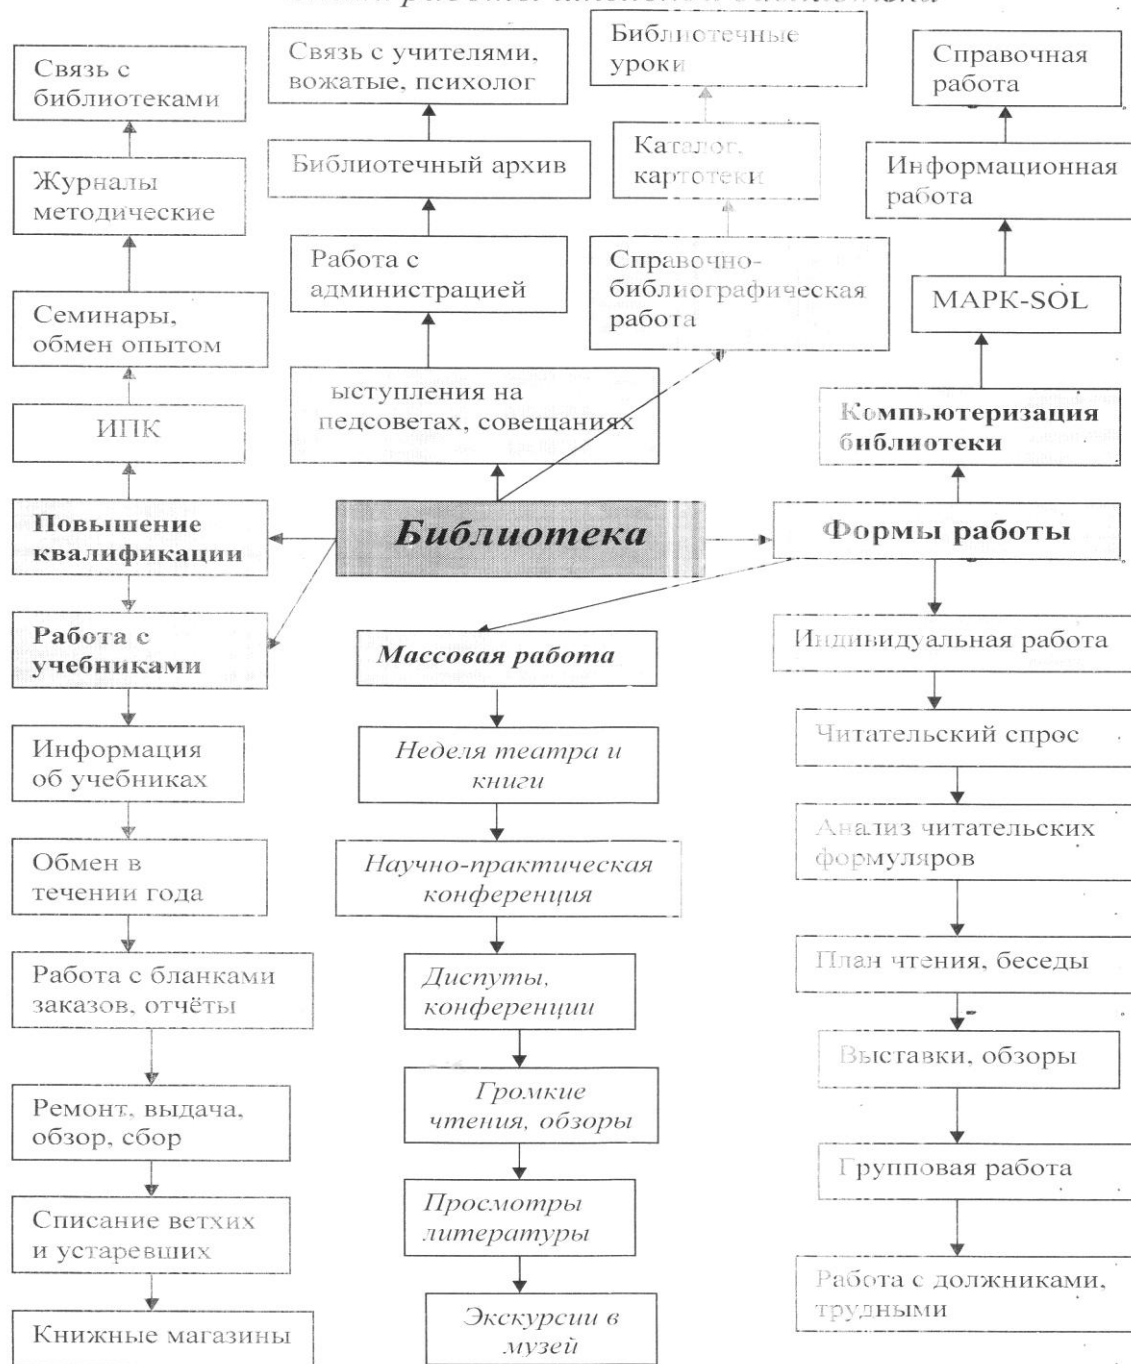 работы школьной библиотеки
Связь с
библиотеками
Связь с учителями,
вожатые, психолог
Библиотечные
уроки
Справочная
работа
Журналы
методические
Библиотечный архив
Каталог,
картотеки
Информационная
работа
Семинары,
обмен опытом
Работа с
администрацией
Справочно-
библиографическая
работа
МАРК-SOL
ИПК
ыступления на
педсоветах, совещаниях
Компьютеризация
библиотеки
Повышение
квалификации
Библиотека
Формы работы
Работа с
учебниками
Массовая работа
Индивидуальная работа
Информация
об учебниках
Неделя театра и
книги
Читательский спрос
Обмен в
течении года
Научно-практическая
конференция
Анализ читательских
формуляров
Работа с бланками
заказов, отчёты
Диспуты,
конференции
План чтения, беседы
Ремонт, выдача,
обзор, сбор
Громкие
чтения, обзоры
Выставки, обзоры
Списание ветхих
и устаревших
Просмотры
литературы
Групповая работа
Книжные магазины
Экскурсии в
музей
Работа с должниками,
трудными